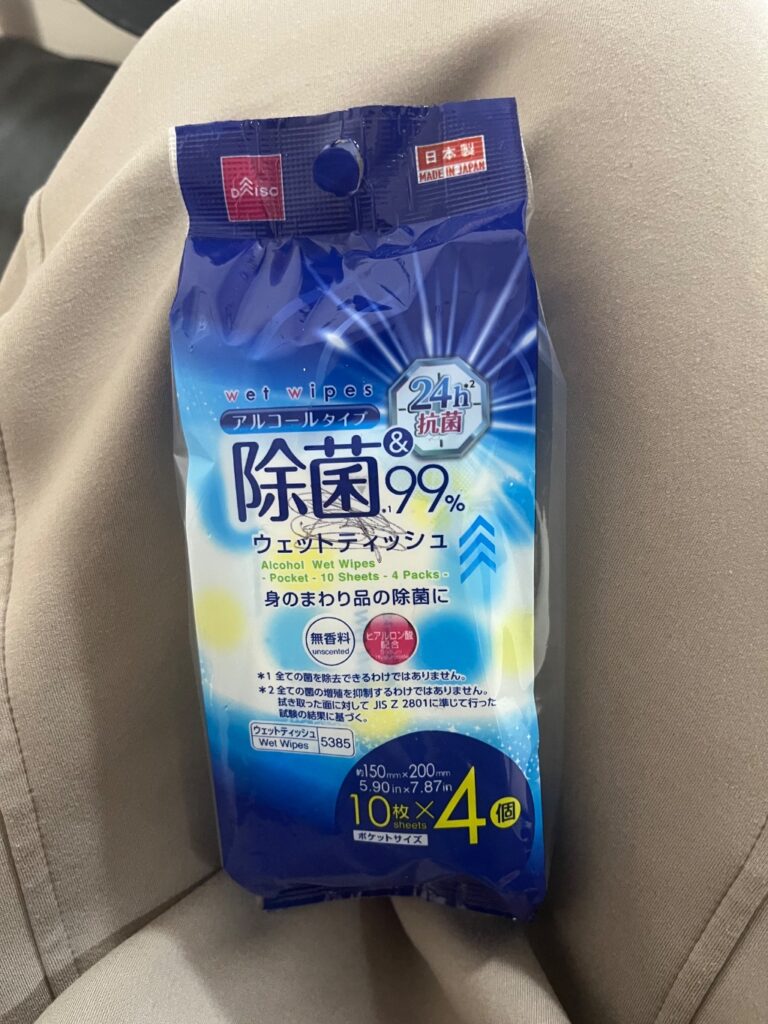 DAISO
日本製
MADE IN JAPAN
wet wipes
アルコールタイプ
24h*2
抗菌
除菌&
*1 99%
ウェットティッシュ
Alcohol Wet Wipes
- Pocket - 10 Sheets - 4 Packs -
身のまわり品の除菌に
無香料
unscented
ヒアルロン酸
配合
*1 全ての菌を除去できるわけではありません。
*2 全ての菌の増殖を抑制するわけではありません。
拭き取った面に対して JIS Z 2801に準じて行った
試験の結果に基づく。
ウェットティッシュ
Wet Wipes
5385
約150mm×200mm
5.90in×7.87in
10枚×4個
sheets
ポケットサイズ